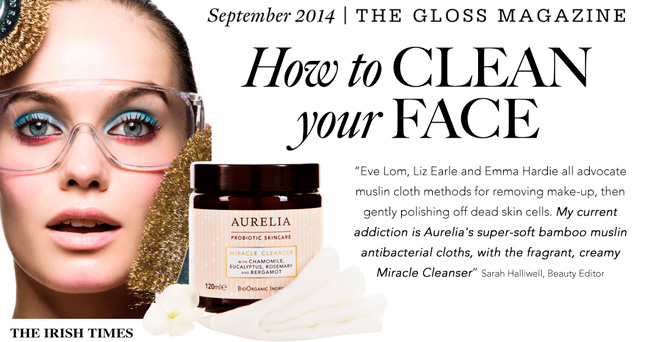 September 2014 | THE GLOSS MAGAZINE
How to CLEAN
your FACE
"Eve Lom, Liz Earle and Emma Hardie all advocate
muslin cloth methods for removing make-up, then
gently polishing off dead skin cells. My current
addiction is Aurelia's super-soft bamboo muslin
antibacterial cloths, with the fragrant, creamy
Miracle Cleanser" Sarah Halliwell, Beauty Editor
AURELIA
PROBIOTIC SKINCARE
MIRACLE CLEANSER
WITH CHAMOMILE,
EUCALYPTUS, ROSEMARY
AND BERGAMOT
120ml℮ BIOORGANIC
THE IRISH TIMES